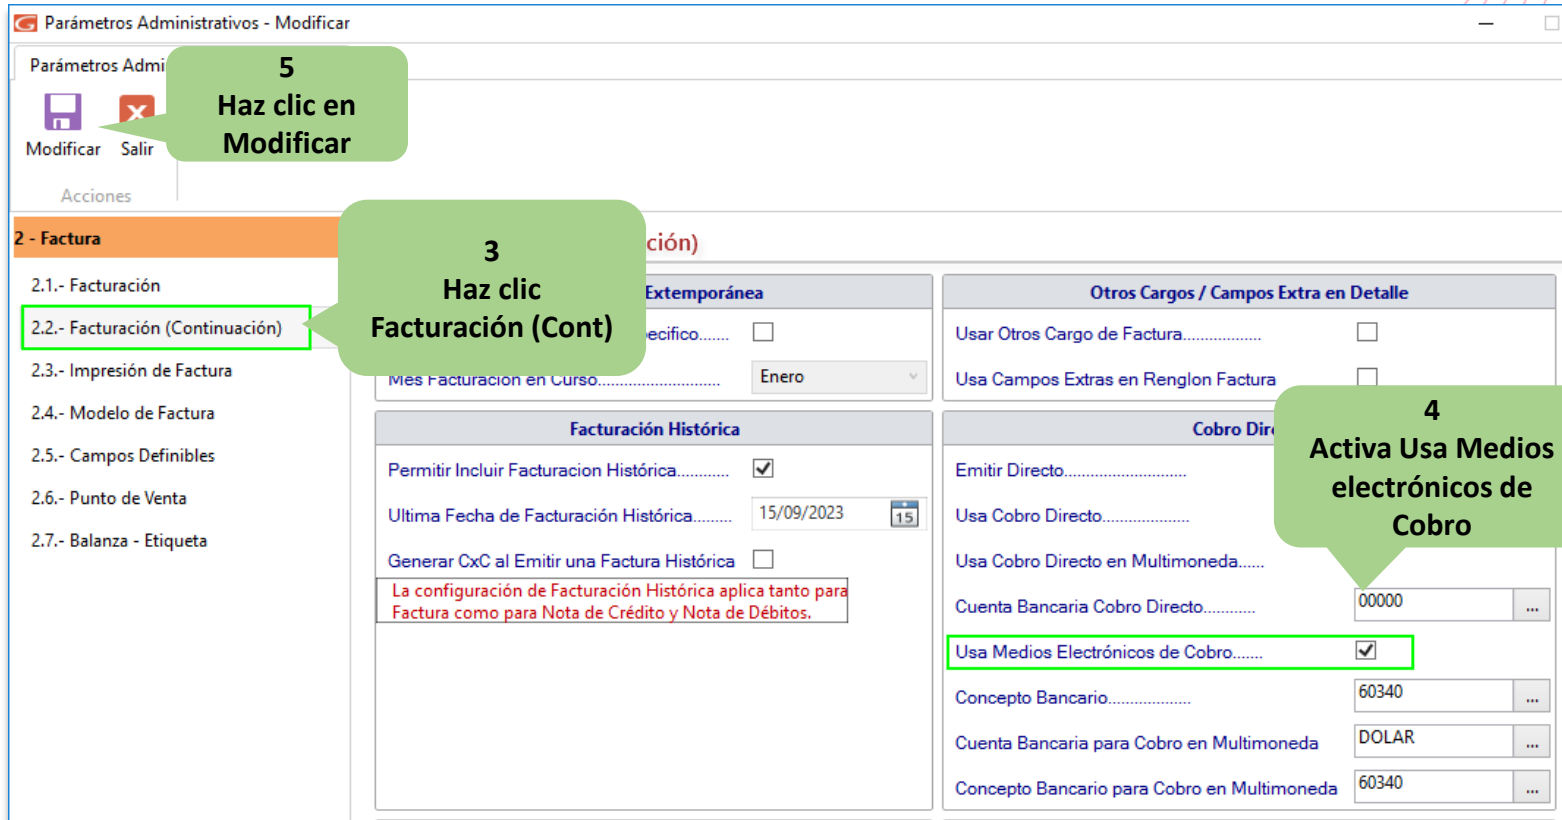 Parámetros Administrativos - Modificar
Parámetros Admi
5
Haz clic en
Modificar
Modificar Salir
Acciones
2 - Factura
2.1.- Facturación
2.2.- Facturación (Continuación)
2.3.- Impresión de Factura
2.4.- Modelo de Factura
2.5.- Campos Definibles
2.6.- Punto de Venta
2.7.- Balanza - Etiqueta
3
Haz clic
Facturación (Cont)
ción)
Extemporánea
ecifico.......
Mes Facturación en Curso...........................
Enero
Facturación Histórica
Permitir Incluir Facturacion Histórica............
Ultima Fecha de Facturación Histórica.........
15/09/2023
15
Generar CxC al Emitir una Factura Histórica
La configuración de Facturación Histórica aplica tanto para
Factura como para Nota de Crédito y Nota de Débitos.
Otros Cargos / Campos Extra en Detalle
Usar Otros Cargo de Factura.................
Usa Campos Extras en Renglon Factura
Cobro Dire
4
Activa Usa Medios
electrónicos de
Cobro
Emitir Directo..........................
Usa Cobro Directo...................
Usa Cobro Directo en Multimoneda......
Cuenta Bancaria Cobro Directo............
00000
...
Usa Medios Electrónicos de Cobro.......
Concepto Bancario...................
60340
...
Cuenta Bancaria para Cobro en Multimoneda
DOLAR
...
Concepto Bancario para Cobro en Multimoneda
60340
...